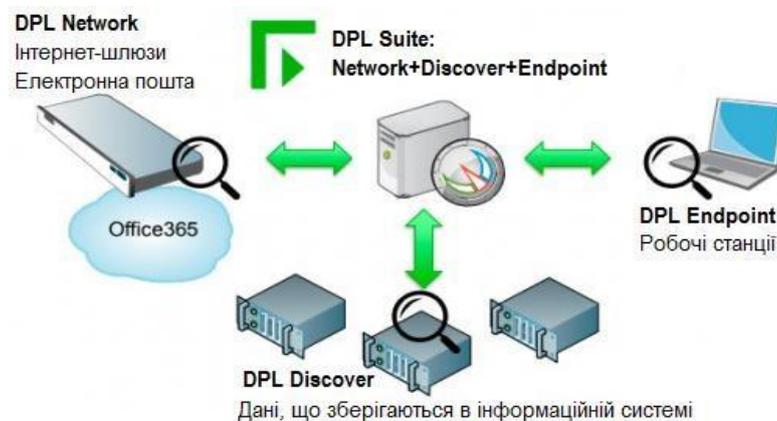 DPL Network
Інтернет-шлюзи
Електронна пошта
DPL Suite:
Network+Discover+Endpoint
Office365
DPL Endpoint
Робочі станції
DPL Discover
Дані, що зберігаються в інформаційній системі